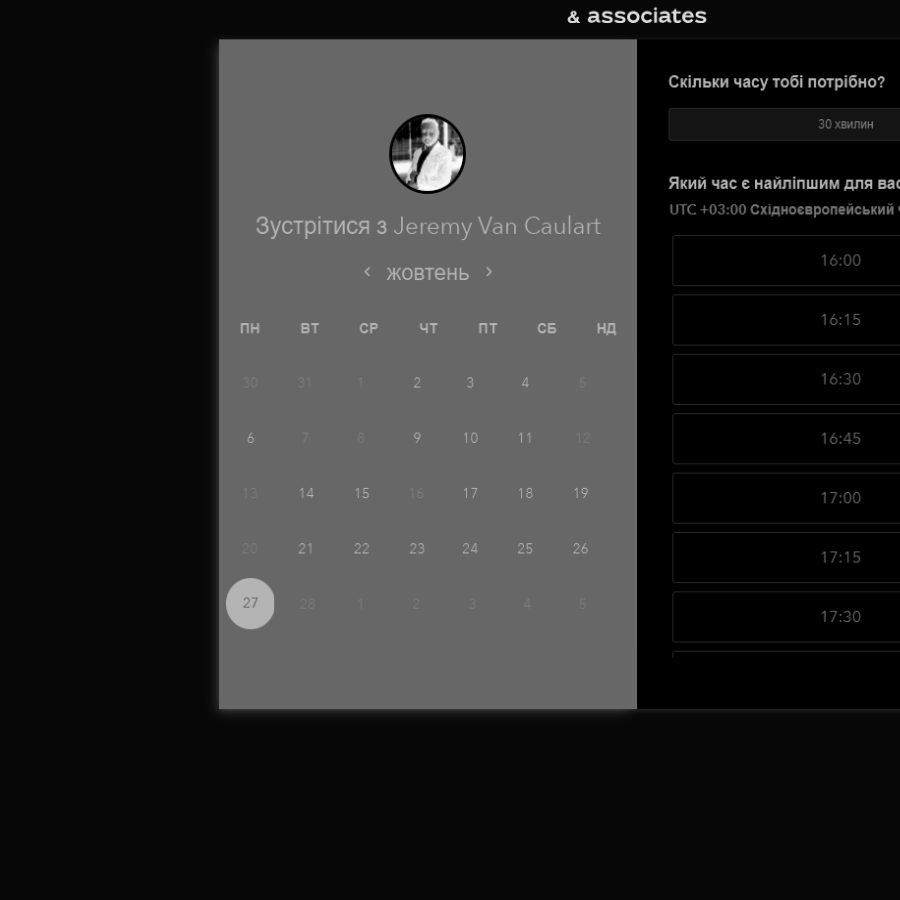 & associates
Зустрітися з Jeremy Van Caulart
‹ жовтень ›
ПН ВТ СР ЧТ ПТ СБ НД
30 31 1 2 3 4 5
6 7 8 9 10 11 12
13 14 15 16 17 18 19
20 21 22 23 24 25 26
27 28 1 2 3 4 5
Скільки часу тобі потрібно?
30 хвилин
Який час є найліпшим для вас
UTC +03:00 Східноєвропейський
16:00
16:15
16:30
16:45
17:00
17:15
17:30